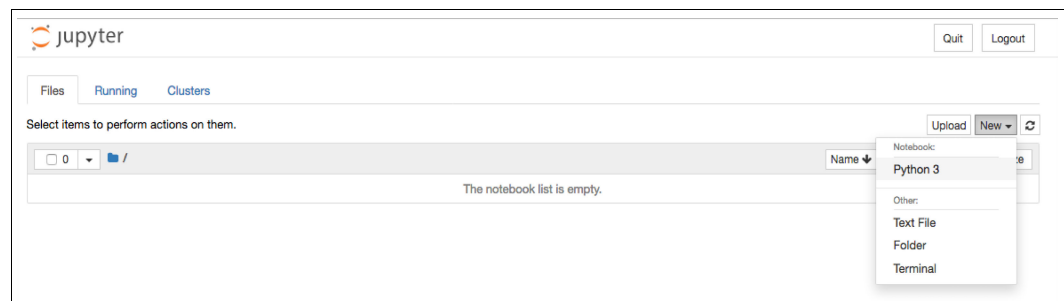 jupyter
Quit Logout
Files Running Clusters
Select items to perform actions on them.
Upload New
0 / Name
Notebook:
Python 3
The notebook list is empty.
Other:
Text File
Folder
Terminal